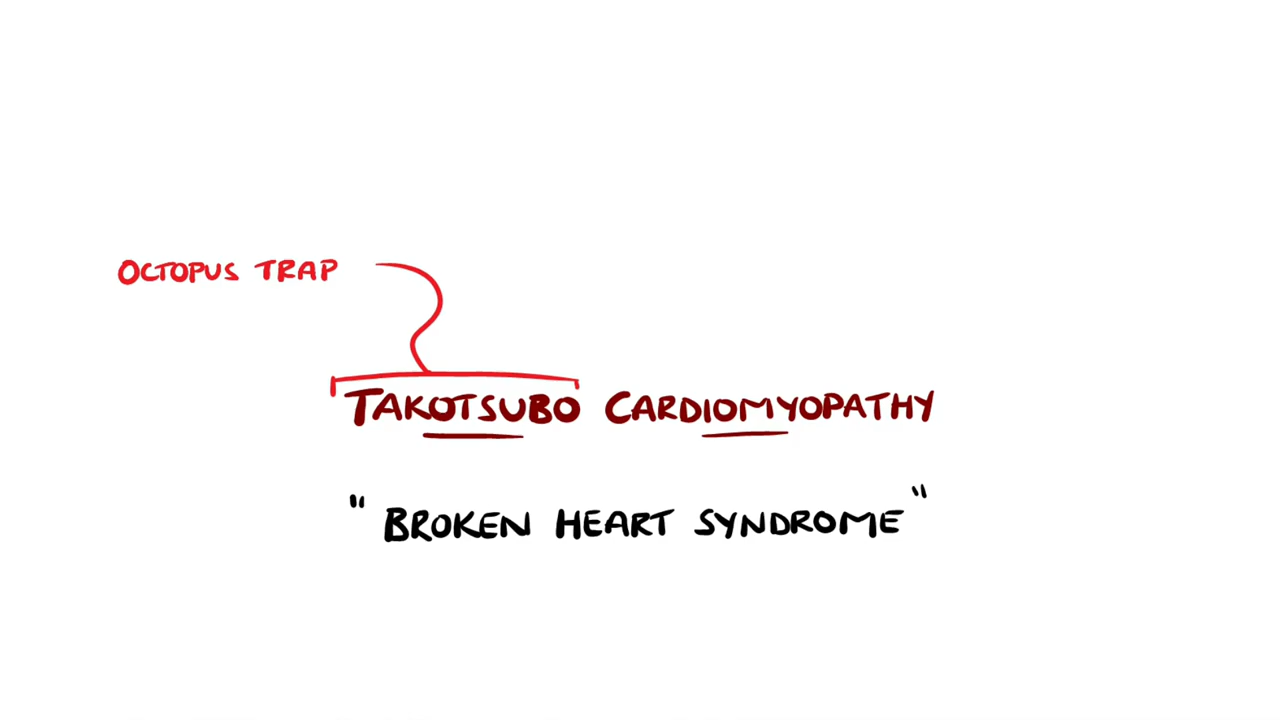 OCTOPUS TRAP
TAKOTSUBO CARDIOMYOPATHY
"BROKEN HEART SYNDROME"